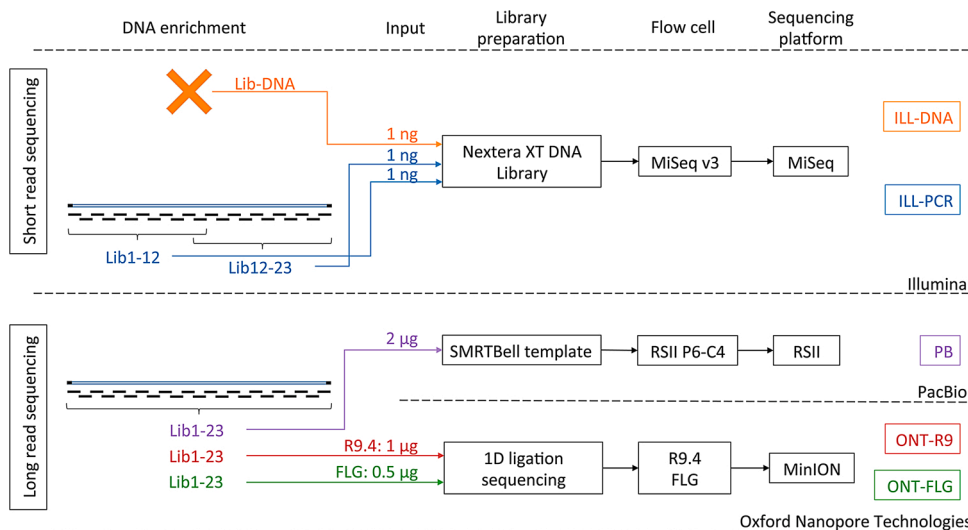 DNA enrichment
Input
Library
preparation
Flow cell
Sequencing
platform
Short read sequencing
Lib-DNA
1 ng
1 ng
1 ng
Nextera XT DNA
Library
MiSeq v3
MiSeq
ILL-DNA
ILL-PCR
Lib1-12
Lib12-23
Illumina
Long read sequencing
2 µg
SMRTBell template
RSII P6-C4
RSII
PB
PacBio
Lib1-23
Lib1-23
R9.4: 1 µg
Lib1-23
FLG: 0.5 µg
1D ligation
sequencing
R9.4
FLG
MinION
ONT-R9
ONT-FLG
Oxford Nanopore Technologies